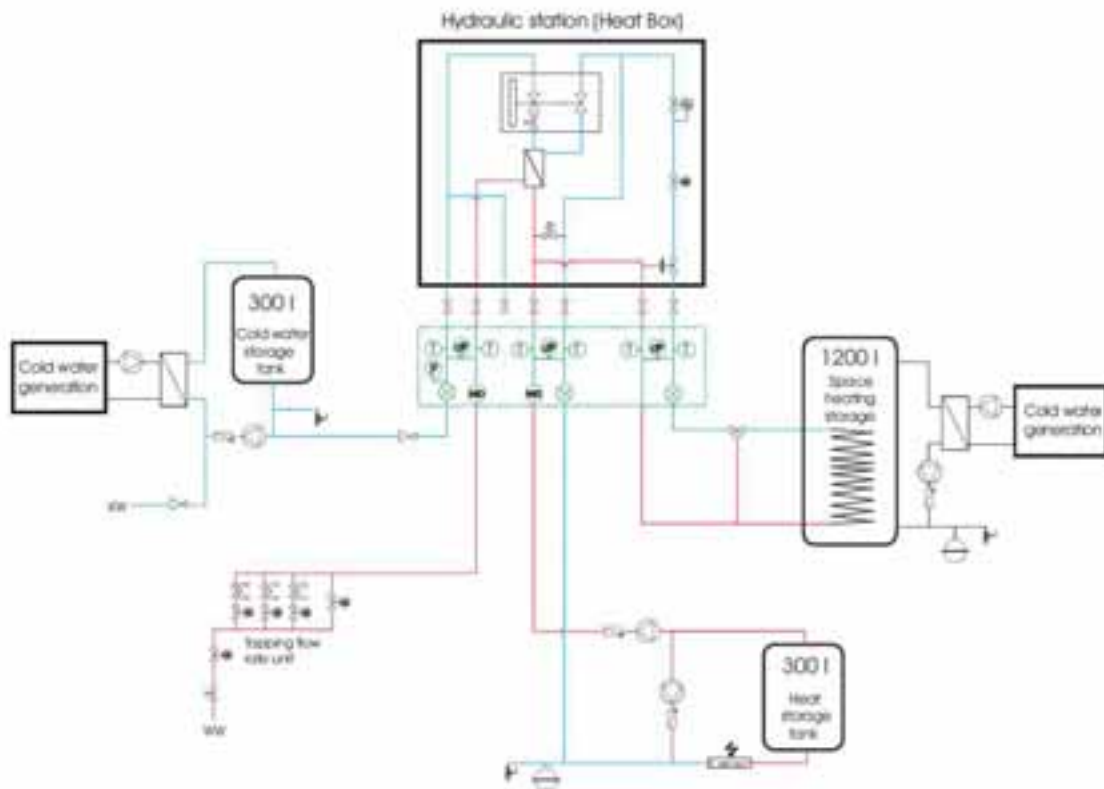 Hydraulic station (Heat Box)
300 l
Cold water
storage
tank
Cold water
generation
1200 l
Space
heating
storage
Cold water
generation
KW
Tapping flow
rate unit
WW
300 l
Heat
storage
tank